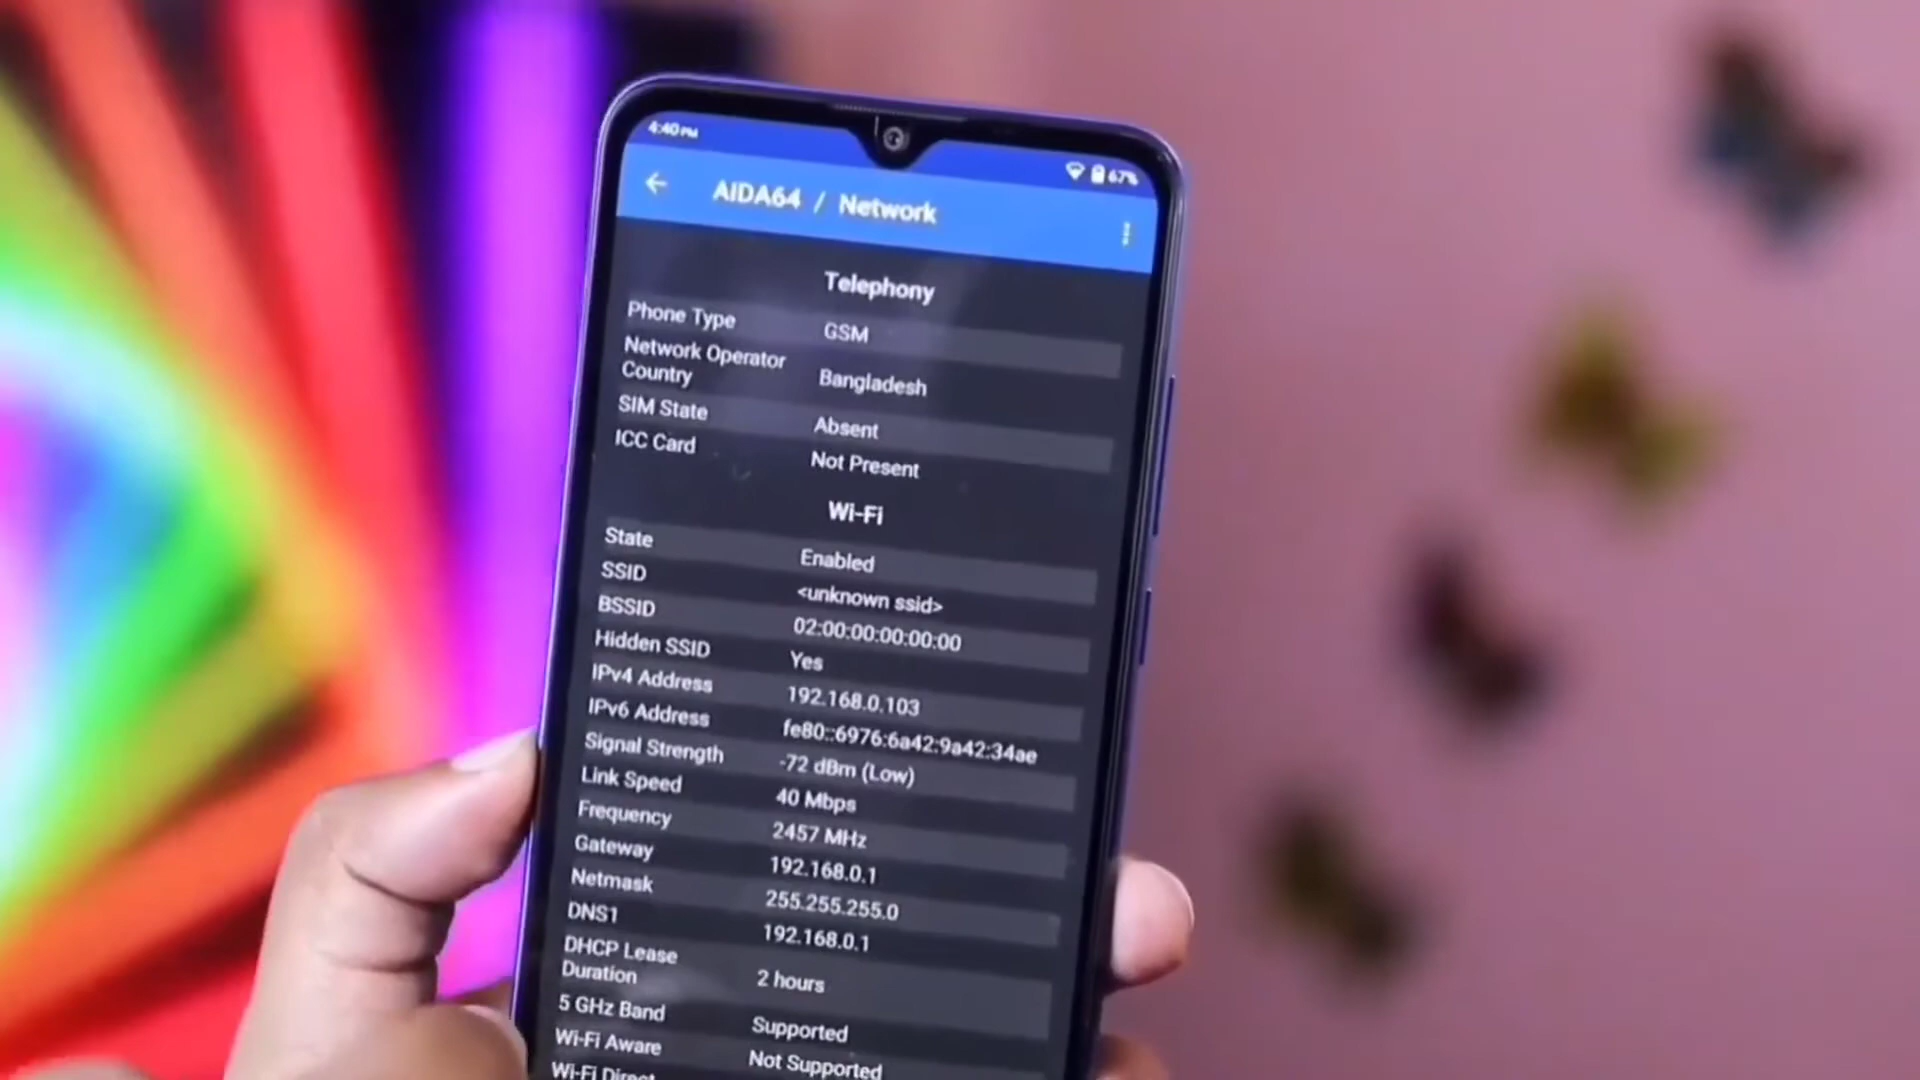 4:40 PM
67%
AIDA64 / Network
Telephony
Phone Type GSM
Network Operator
Country Bangladesh
SIM State Absent
ICC Card Not Present
Wi-Fi
State Enabled
SSID <unknown ssid>
BSSID 02:00:00:00:00:00
Hidden SSID Yes
IPv4 Address 192.168.0.103
IPv6 Address fe80::6976:6a42:9a42:34ae
Signal Strength -72 dBm (Low)
Link Speed 40 Mbps
Frequency 2457 MHz
Gateway 192.168.0.1
Netmask 255.255.255.0
DNS1 192.168.0.1
DHCP Lease
Duration 2 hours
5 GHz Band Supported
Wi-Fi Aware Not Supported
Wi-Fi Direct